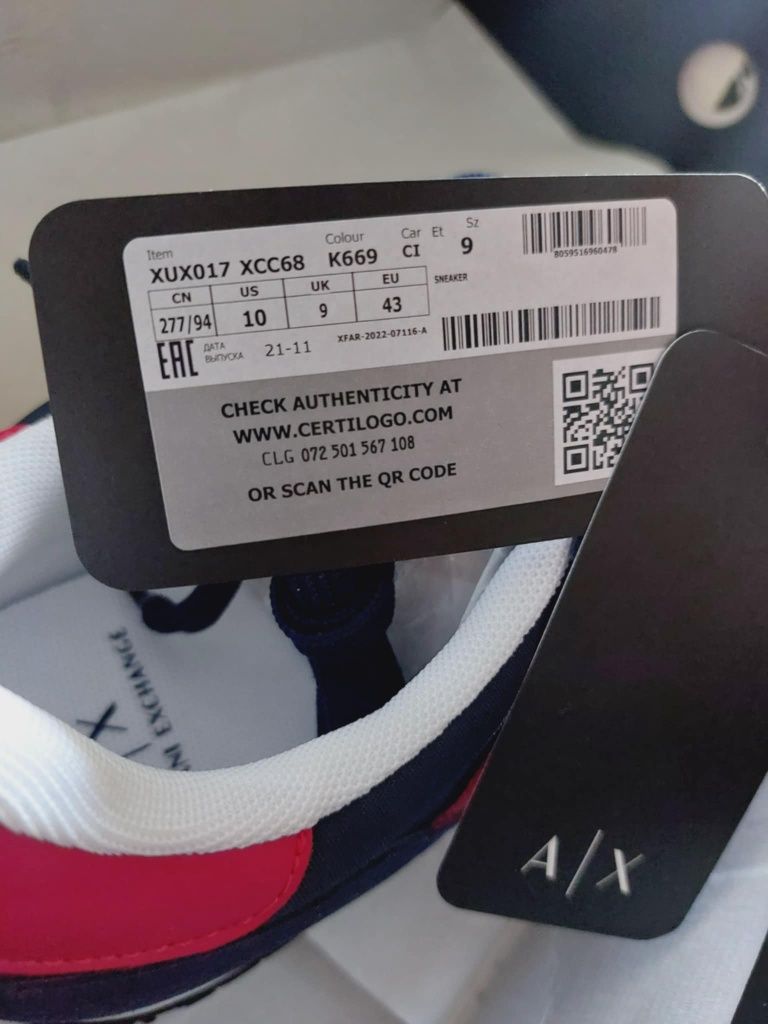 Item Colour Car Et Sz
XUX017 XCC68 K669 CI 9
8059516960478
CN US UK EU
277/94 10 9 43
SNEAKER
EAC ДАТА ВЫПУСКА 21-11 XFAR-2022-07116-A
CHECK AUTHENTICITY AT
WWW.CERTILOGO.COM
CLG 072 501 567 108
OR SCAN THE QR CODE
A/X
ANI EXCHANGE
A/X